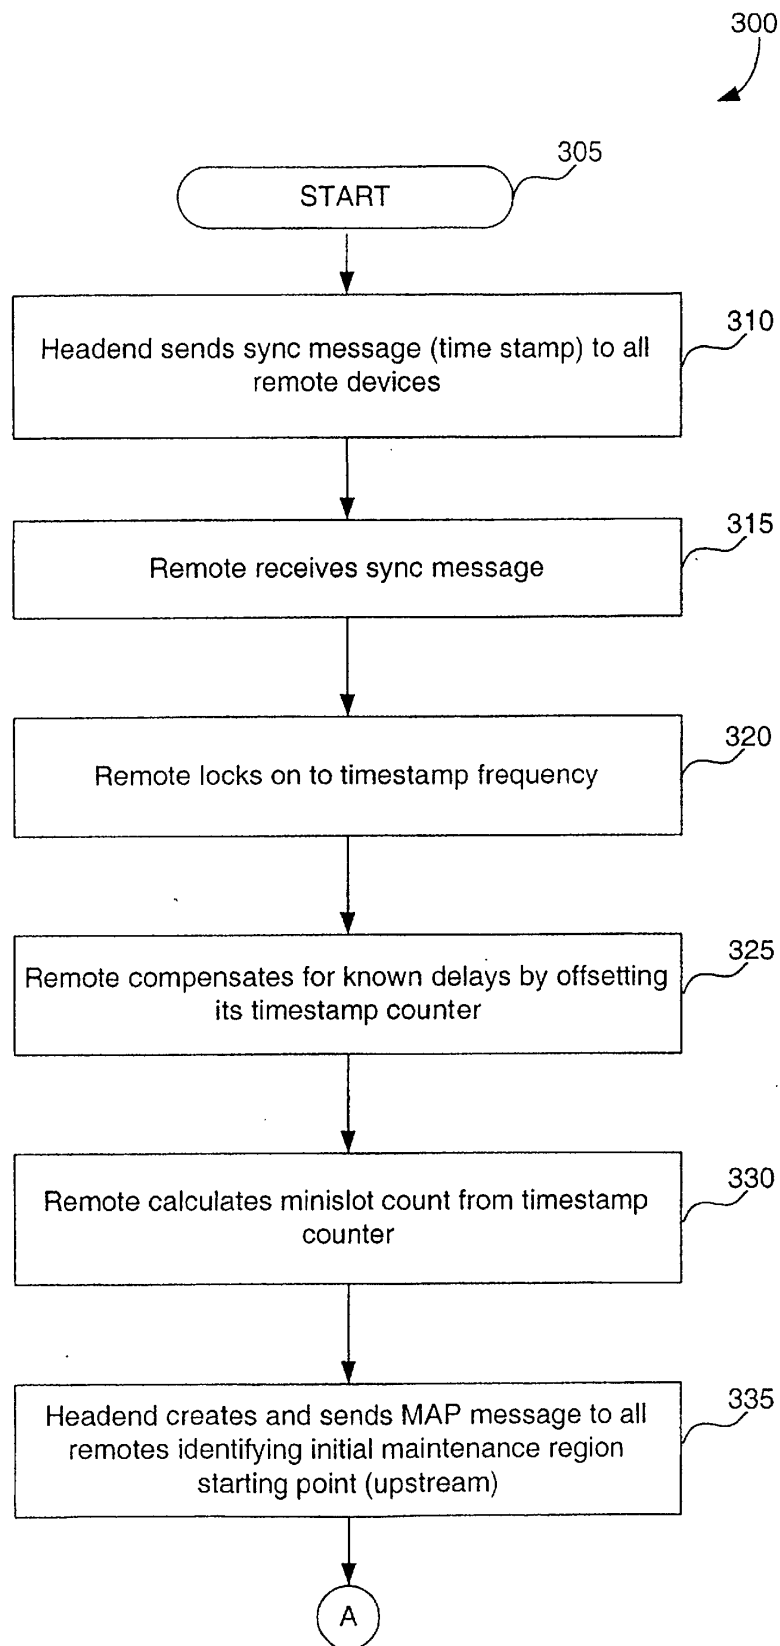 300
START
305
Headend sends sync message (time stamp) to all
remote devices
310
Remote receives sync message
315
Remote locks on to timestamp frequency
320
Remote compensates for known delays by offsetting
its timestamp counter
325
Remote calculates minislot count from timestamp
counter
330
Headend creates and sends MAP message to all
remotes identifying initial maintenance region
starting point (upstream)
335
A